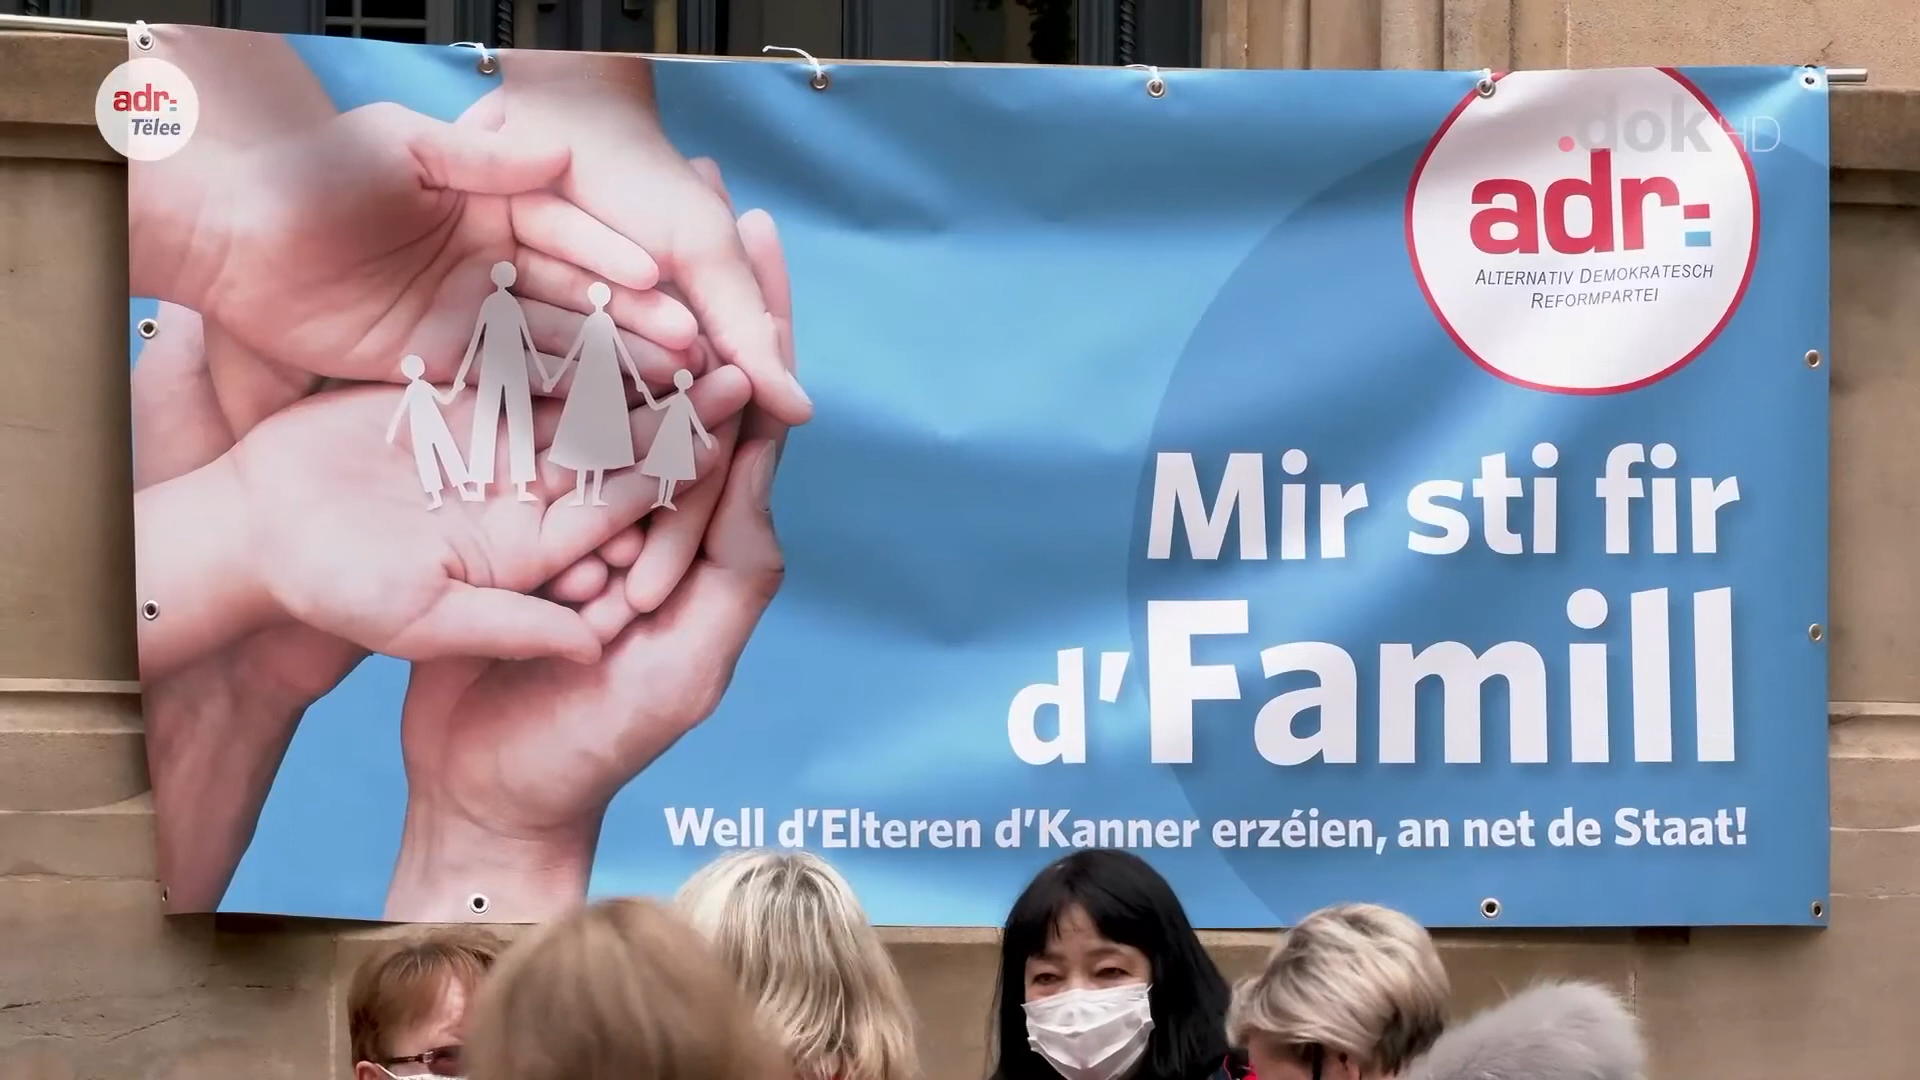 adr:
Tëlee
.dok HD
adr:
ALTERNATIV DEMOKRATESCH
REFORMPARTEI
Mir sti fir
d'Famill
Well d'Elteren d'Kanner erzéien, an net de Staat!